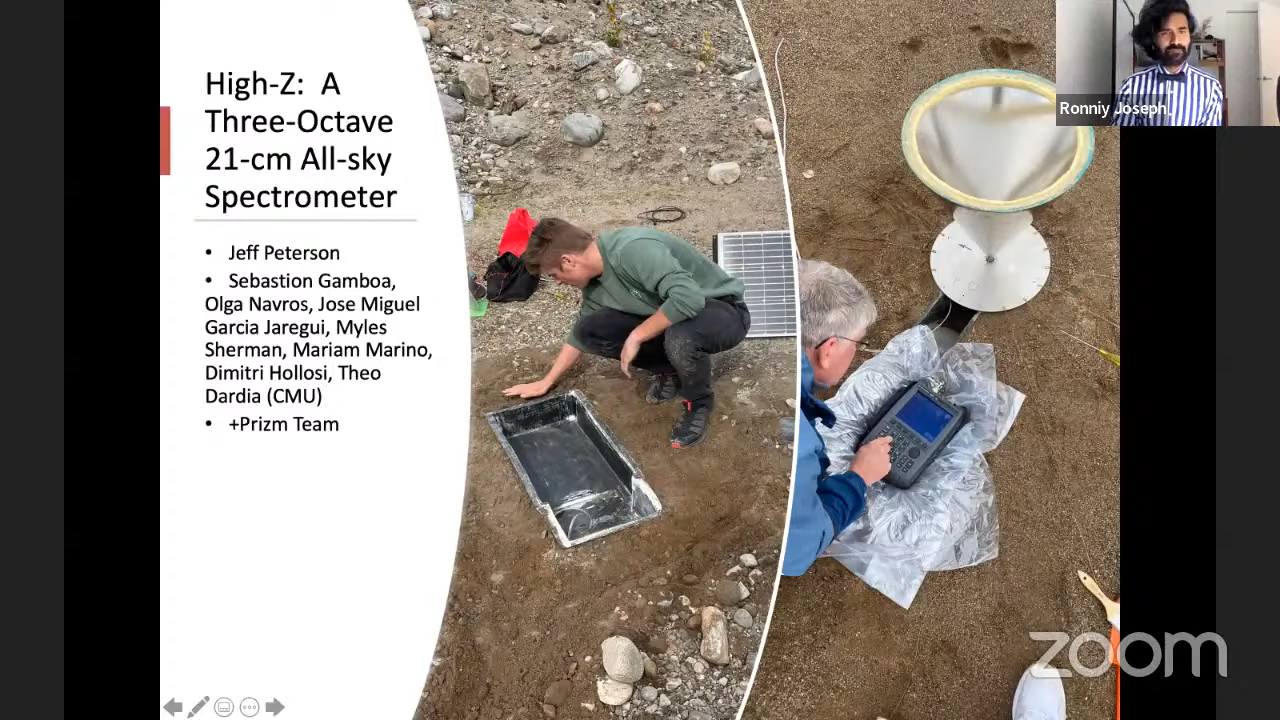 High-Z:  A
Three-Octave
21-cm All-sky
Spectrometer
• Jeff Peterson
• Sebastion Gamboa,
Olga Navros, Jose Miguel
Garcia Jaregui, Myles
Sherman, Mariam Marino,
Dimitri Hollosi, Theo
Dardia (CMU)
• +Prizm Team
Ronniy Joseph
zoom